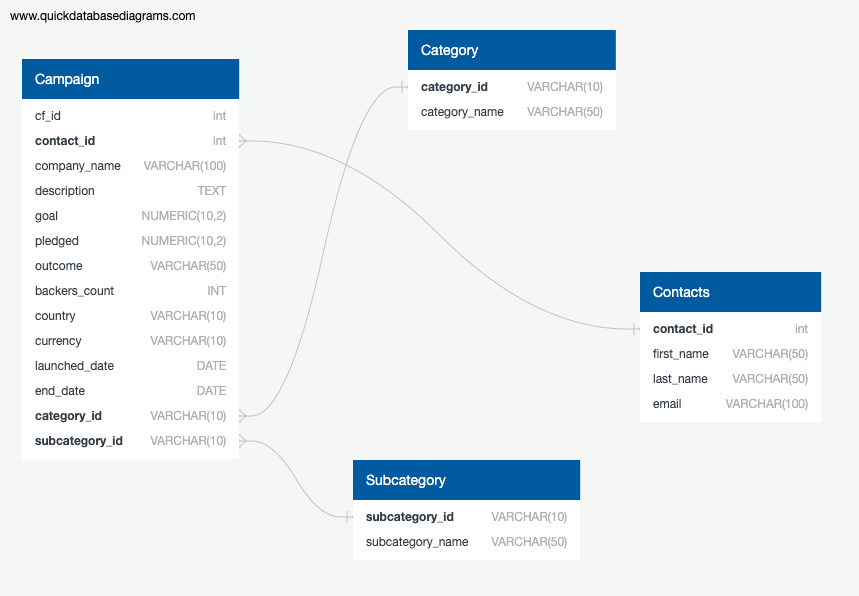 www.quickdatabasediagrams.com
Campaign
cf_id int
contact_id int
company_name VARCHAR(100)
description TEXT
goal NUMERIC(10,2)
pledged NUMERIC(10,2)
outcome VARCHAR(50)
backers_count INT
country VARCHAR(10)
currency VARCHAR(10)
launched_date DATE
end_date DATE
category_id VARCHAR(10)
subcategory_id VARCHAR(10)
Category
category_id VARCHAR(10)
category_name VARCHAR(50)
Contacts
contact_id int
first_name VARCHAR(50)
last_name VARCHAR(50)
email VARCHAR(100)
Subcategory
subcategory_id VARCHAR(10)
subcategory_name VARCHAR(50)